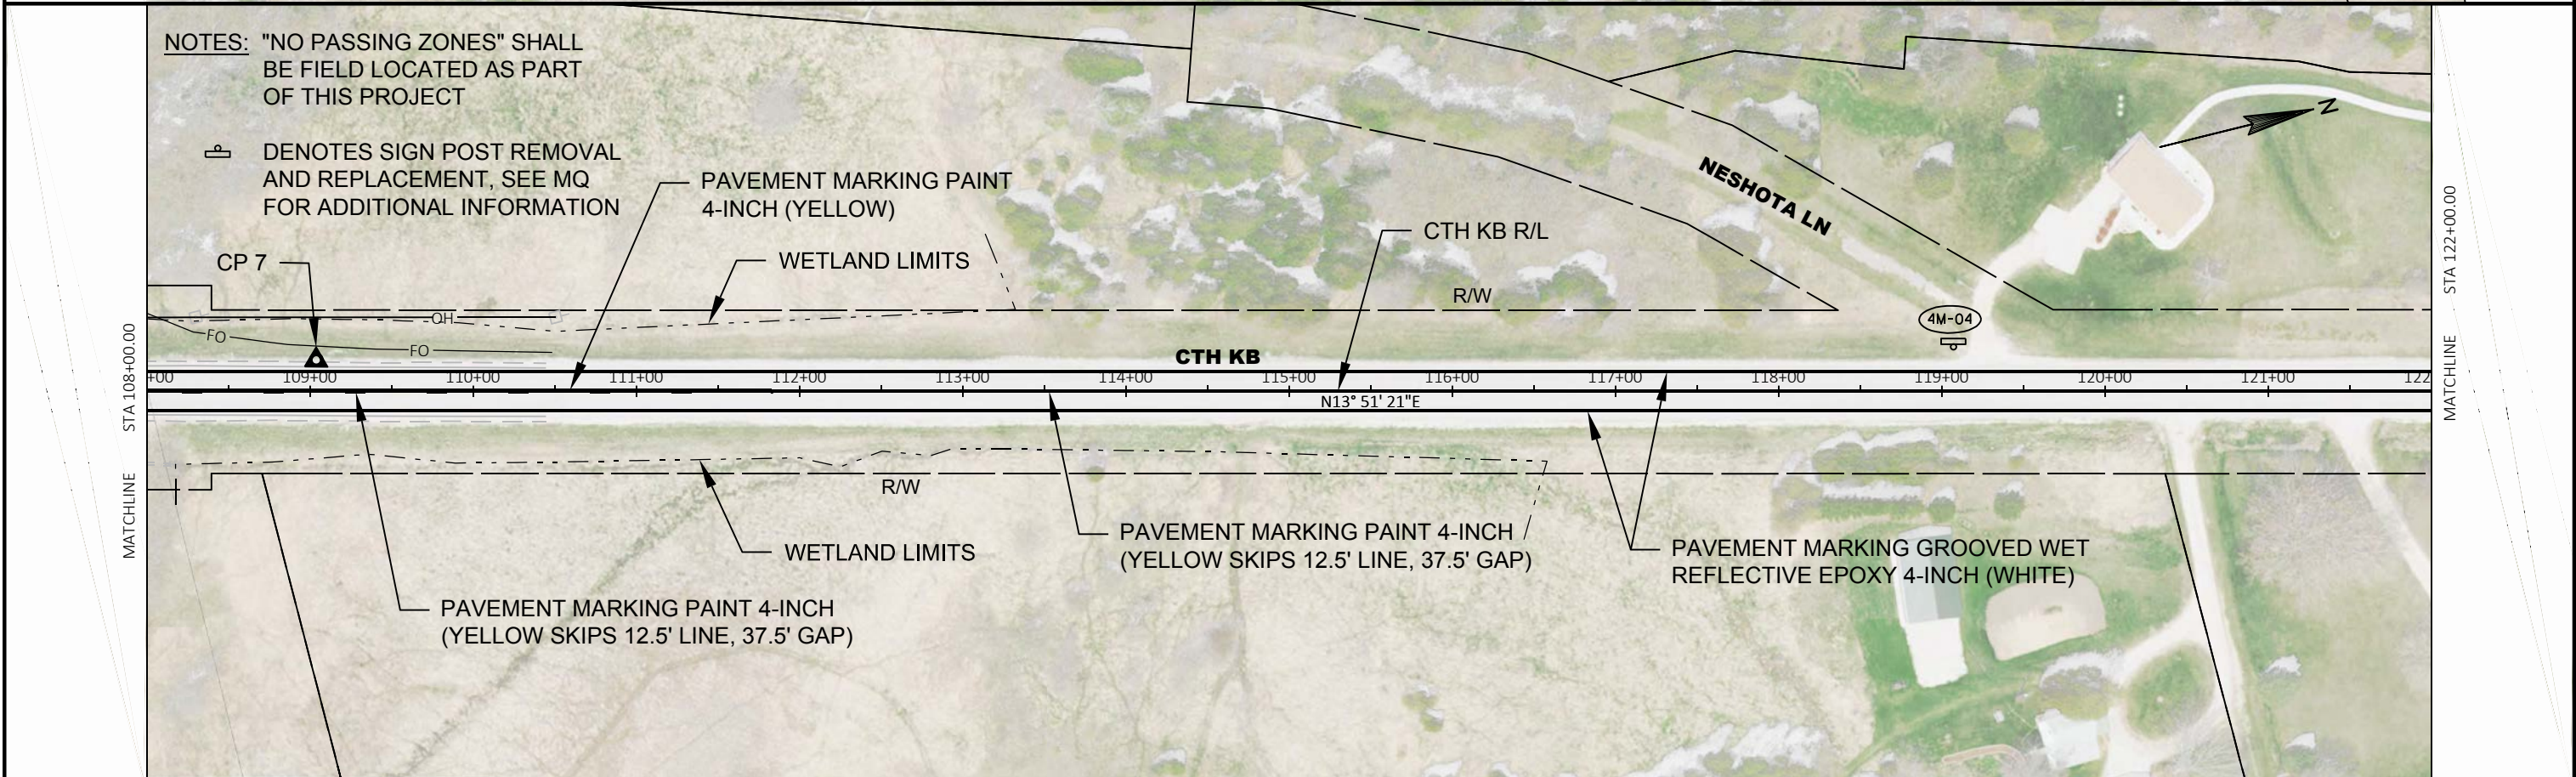 NOTES: "NO PASSING ZONES" SHALL
BE FIELD LOCATED AS PART
OF THIS PROJECT
DENOTES SIGN POST REMOVAL
AND REPLACEMENT, SEE MQ
FOR ADDITIONAL INFORMATION
PAVEMENT MARKING PAINT
4-INCH (YELLOW)
WETLAND LIMITS
CP 7
CTH KB R/L
NESHOTA LN
N
R/W
4M-04
OH
FO
FO
CTH KB
+00 109+00 110+00 111+00 112+00 113+00 114+00 115+00 116+00 117+00 118+00 119+00 120+00 121+00 122
N13° 51' 21"E
R/W
WETLAND LIMITS
PAVEMENT MARKING PAINT 4-INCH
(YELLOW SKIPS 12.5' LINE, 37.5' GAP)
PAVEMENT MARKING PAINT 4-INCH
(YELLOW SKIPS 12.5' LINE, 37.5' GAP)
PAVEMENT MARKING GROOVED WET
REFLECTIVE EPOXY 4-INCH (WHITE)
MATCHLINE STA 108+00.00
MATCHLINE STA 122+00.00